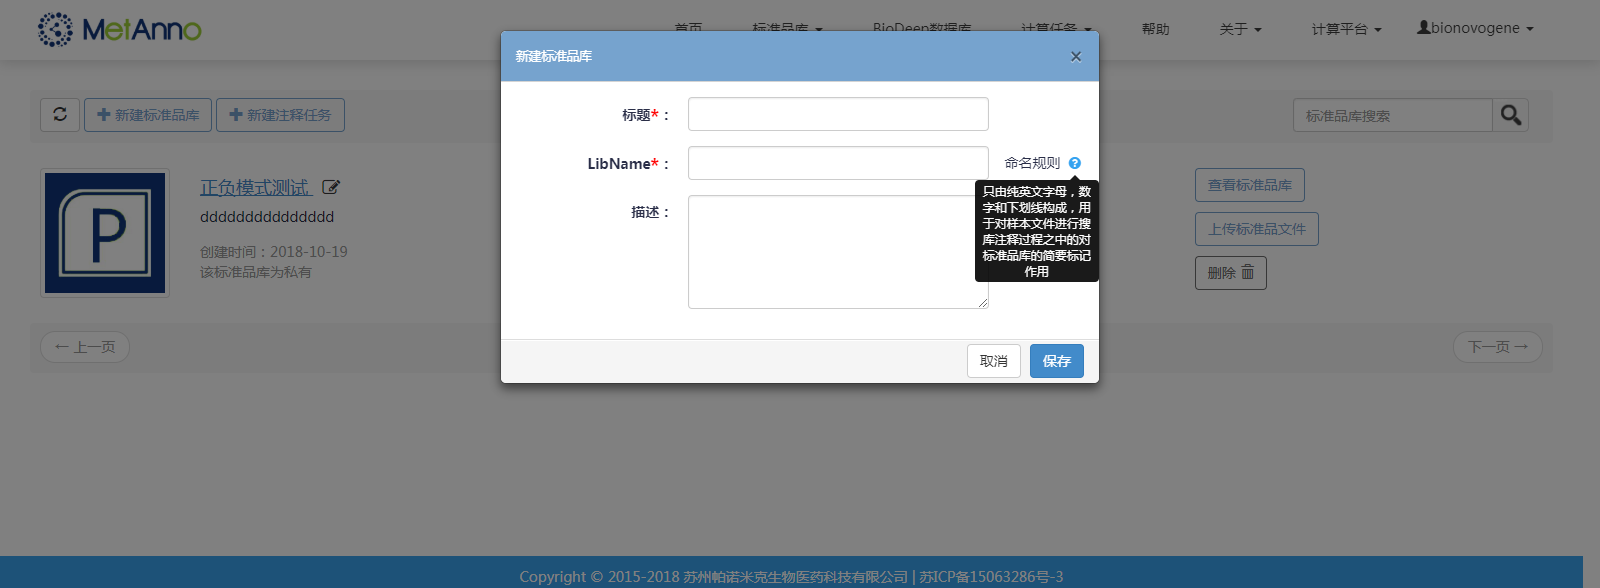 MetAnno
首页
标准品库
BioDeep数据库
计算任务
帮助
关于
计算平台
bionovogene
新建标准品库
×
新建标准品库
新建注释任务
标准品库搜索
标题*：
LibName*：
命名规则
只由纯英文字母，数
字和下划线构成，用
于对样本文件进行搜
库注释过程之中的对
标准品库的简要标记
作用
描述：
P
正负模式测试
ddddddddddddddd
创建时间：2018-10-19
该标准品库为私有
查看标准品库
上传标准品文件
删除
← 上一页
下一页 →
取消
保存
Copyright © 2015-2018 苏州帕诺米克生物医药科技有限公司 | 苏ICP备15063286号-3